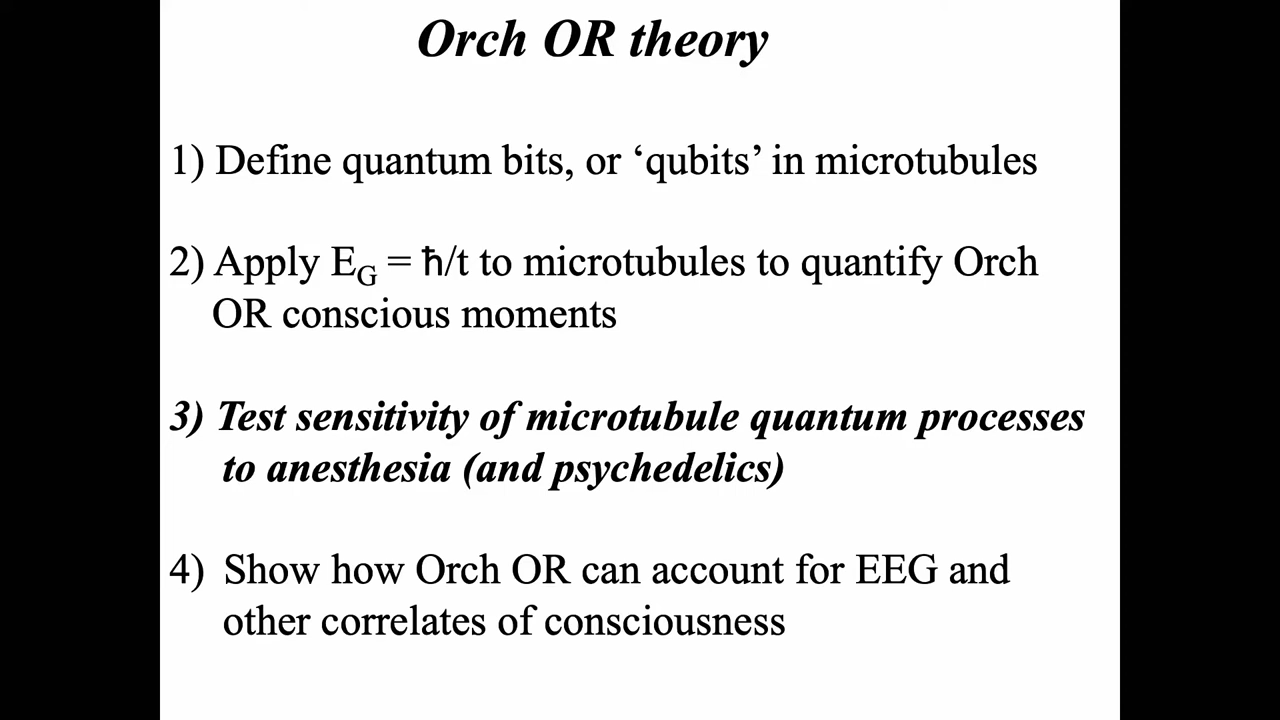 Orch OR theory
1) Define quantum bits, or ‘qubits’ in microtubules
2) Apply E_G = ħ/t to microtubules to quantify Orch
OR conscious moments
3) Test sensitivity of microtubule quantum processes
to anesthesia (and psychedelics)
4) Show how Orch OR can account for EEG and
other correlates of consciousness